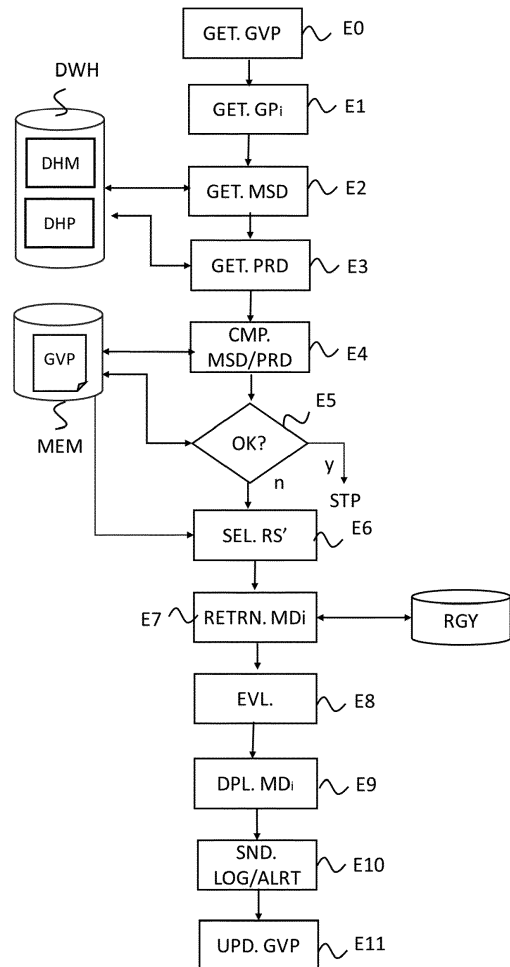 GET. GVP
E0
DWH
GET. GPi
E1
DHM
GET. MSD
E2
DHP
GET. PRD
E3
CMP.
MSD/PRD
E4
GVP
MEM
E5
OK?
y
n
STP
SEL. RS'
E6
E7
RETRN. MDi
RGY
EVL.
E8
DPL. MDi
E9
SND.
LOG/ALRT
E10
UPD. GVP
E11